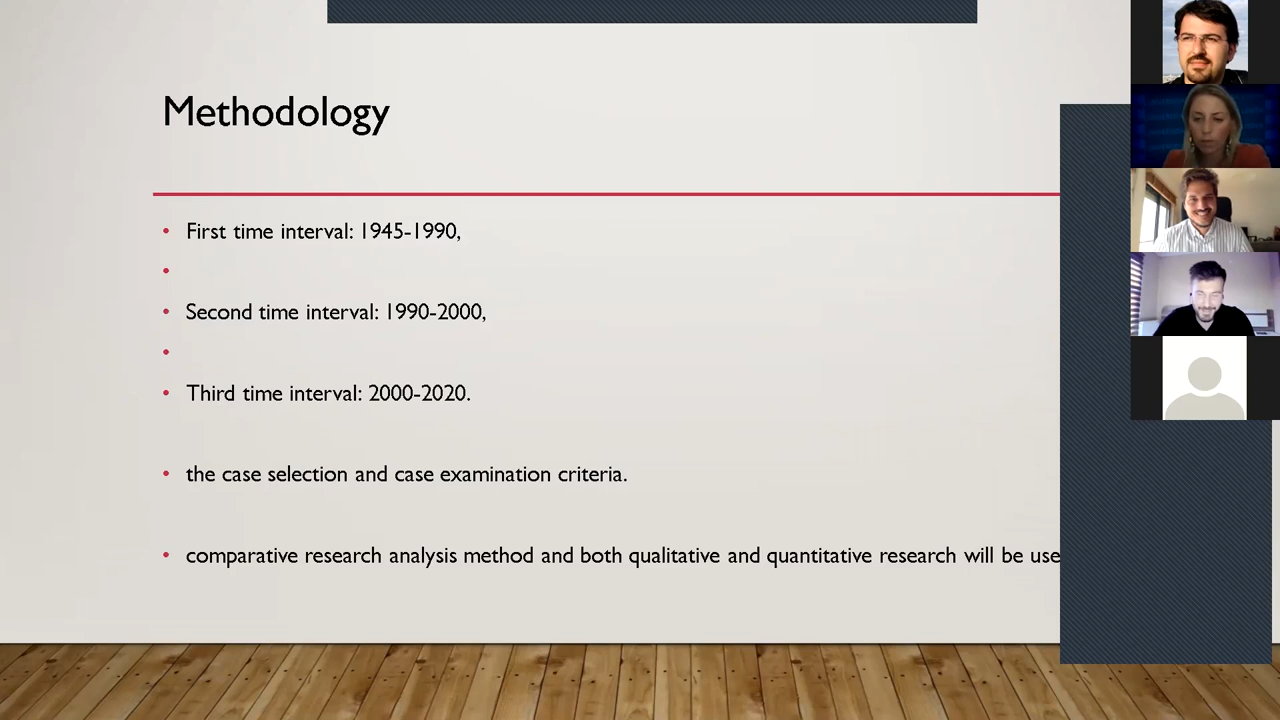 Methodology
• First time interval: 1945-1990,
•
• Second time interval: 1990-2000,
•
• Third time interval: 2000-2020.
• the case selection and case examination criteria.
• comparative research analysis method and both qualitative and quantitative research will be use